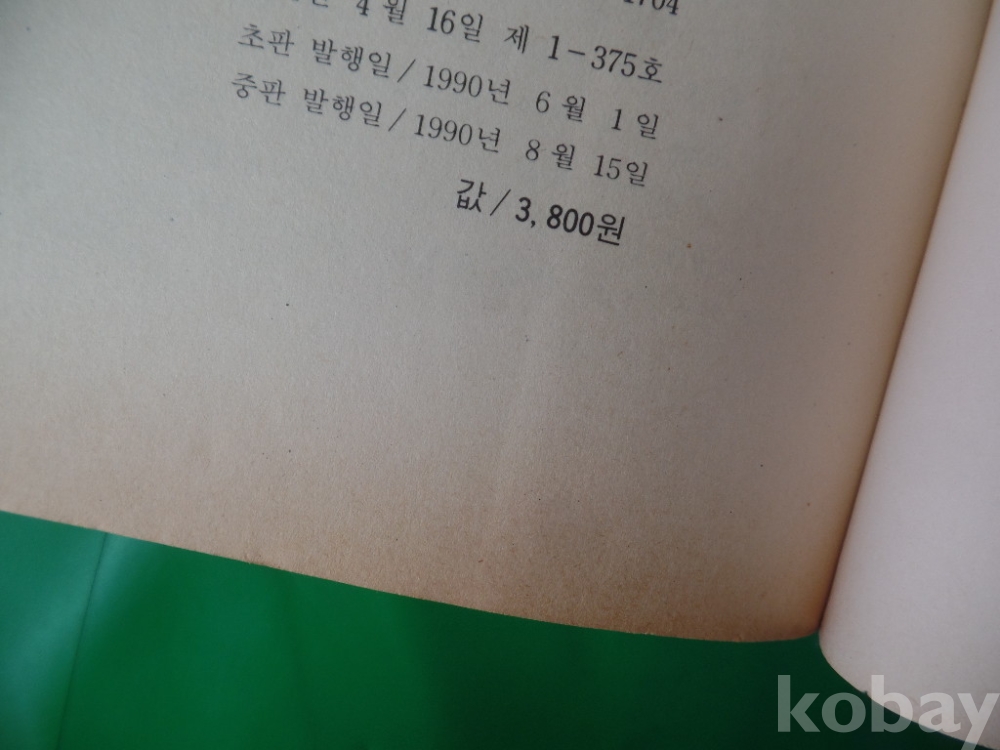 1704
4월 16일 제 1-375호
초판 발행일/1990년 6월 1일
중판 발행일/1990년 8월 15일
값/3,800원
kobay